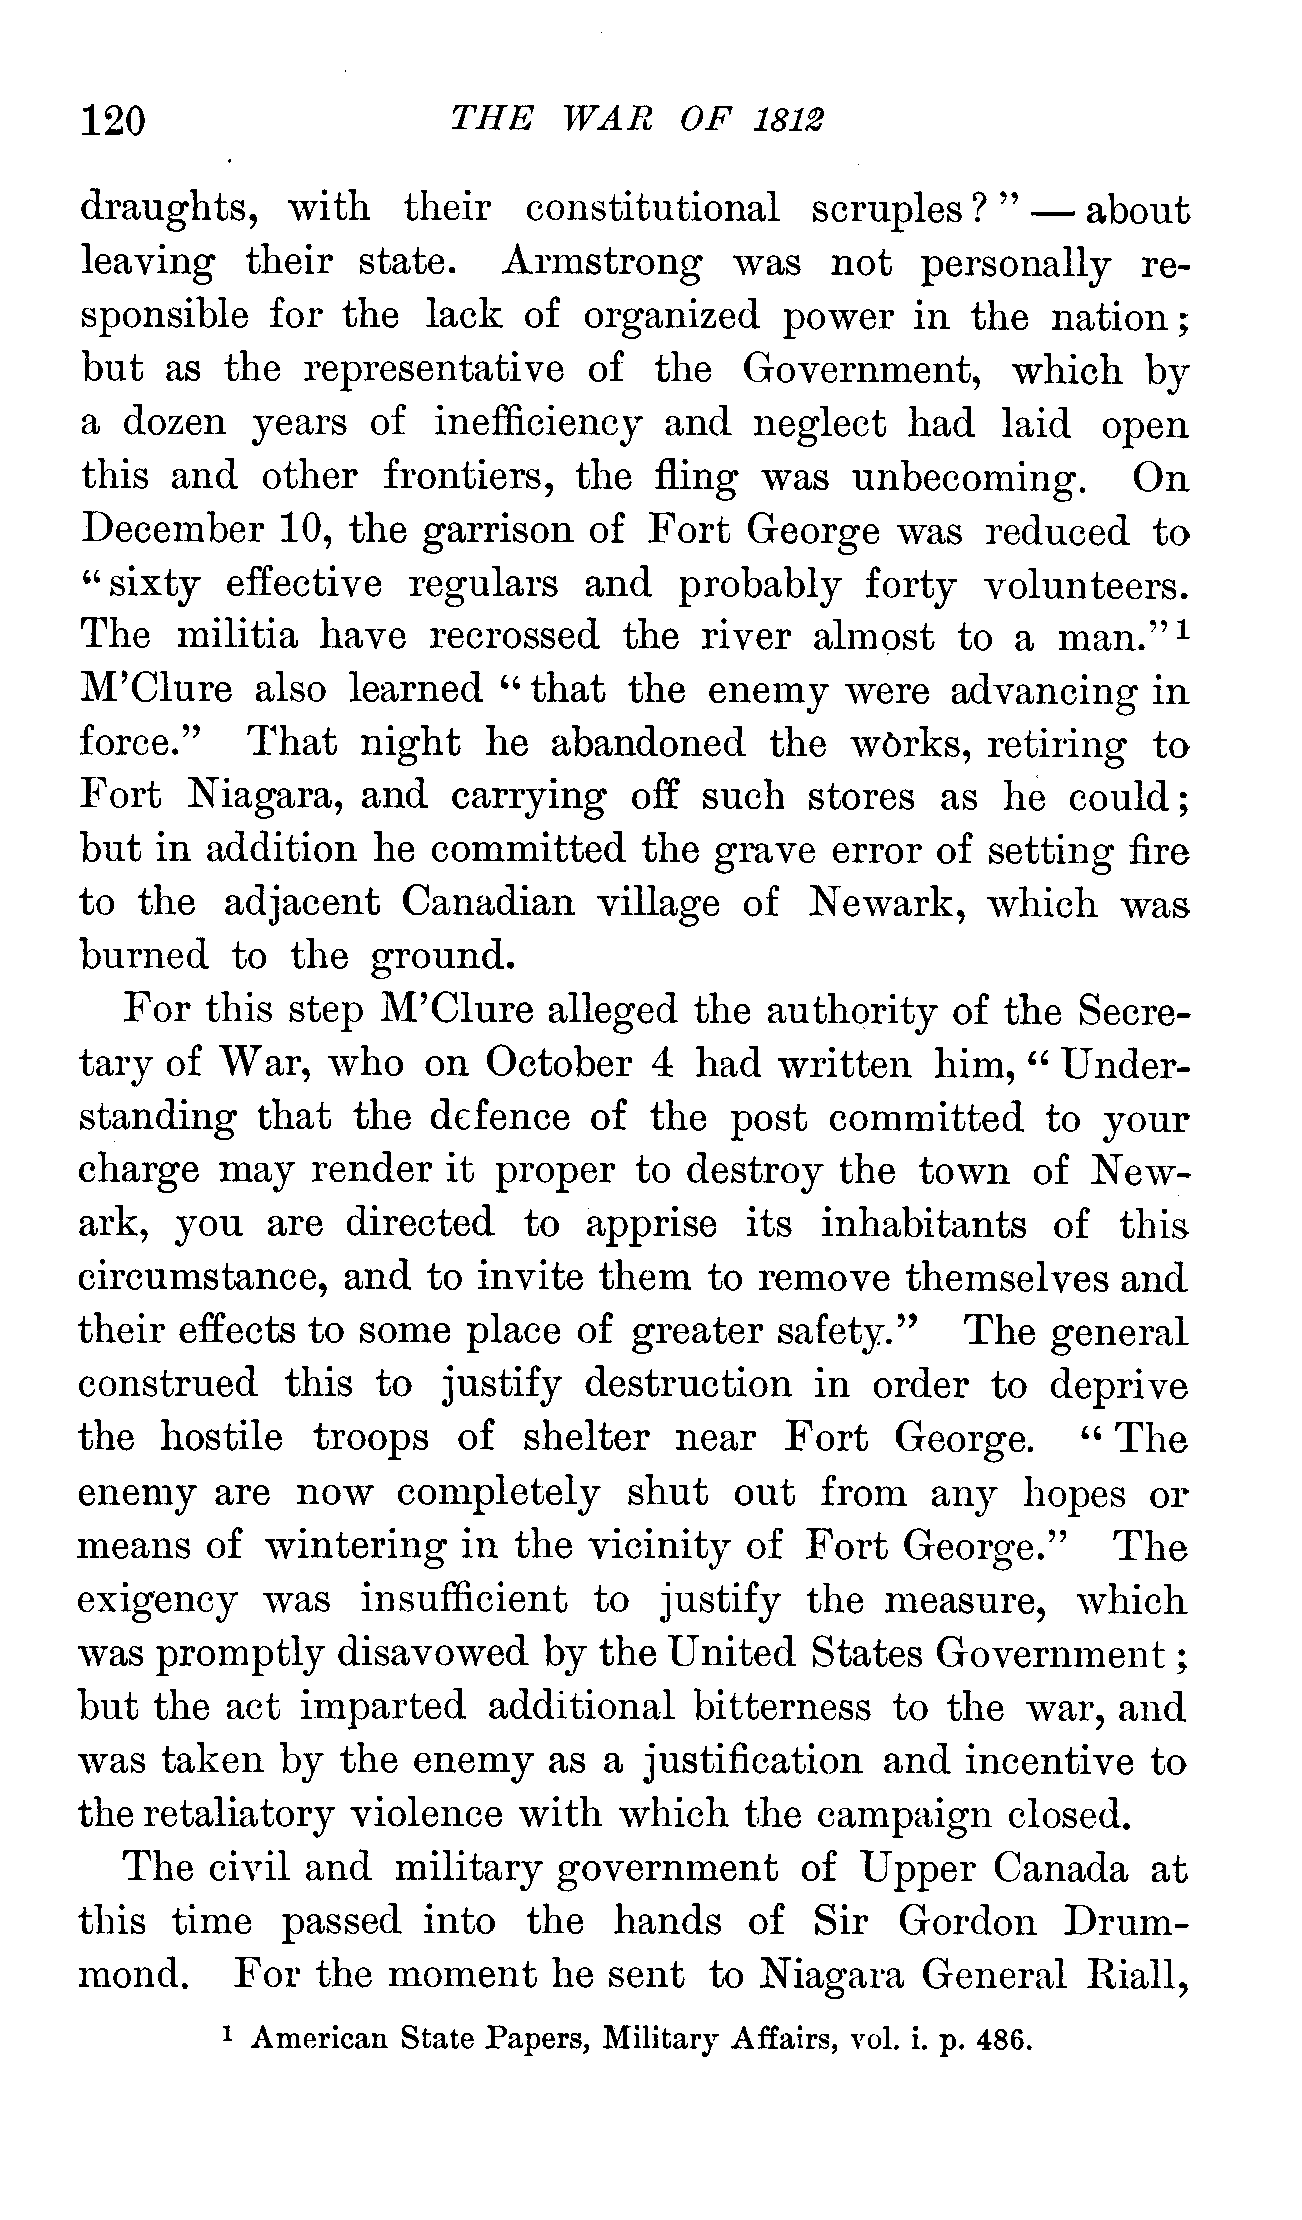 120 THE WAR OF 1812
draughts, with their constitutional scruples ? " — about
leaving their state. Armstrong was not personally re-
sponsible for the lack of organized power in the nation ;
but as the representative of the Government, which by
a dozen years of inefficiency and neglect had laid open
this and other frontiers, the fling was unbecoming. On
December 10, the garrison of Fort George was reduced to
" sixty effective regulars and probably forty volunteers.
The militia have recrossed the river almost to a man." 1
M'Clure also learned " that the enemy were advancing in
force." That night he abandoned the works, retiring to
Fort Niagara, and carrying off such stores as he could ;
but in addition he committed the grave error of setting fire
to the adjacent Canadian village of Newark, which was
burned to the ground.
For this step M'Clure alleged the authority of the Secre-
tary of War, who on October 4 had written him, " Under-
standing that the defence of the post committed to your
charge may render it proper to destroy the town of New-
ark, you are directed to apprise its inhabitants of this
circumstance, and to invite them to remove themselves and
their effects to some place of greater safety." The general
construed this to justify destruction in order to deprive
the hostile troops of shelter near Fort George. " The
enemy are now completely shut out from any hopes or
means of wintering in the vicinity of Fort George." The
exigency was insufficient to justify the measure, which
was promptly disavowed by the United States Government ;
but the act imparted additional bitterness to the war, and
was taken by the enemy as a justification and incentive to
the retaliatory violence with which the campaign closed.
The civil and military government of Upper Canada at
this time passed into the hands of Sir Gordon Drum-
mond. For the moment he sent to Niagara General Riall,
1 American State Papers, Military Affairs, vol. i. p. 486.